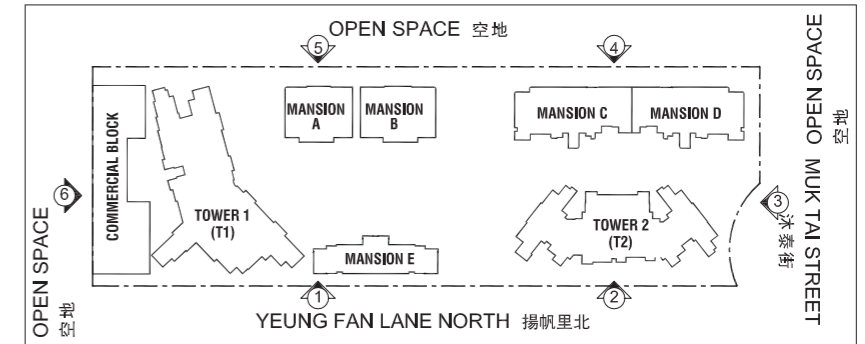 OPEN SPACE 空地
5
4
MANSION
A
MANSION
B
MANSION C
MANSION D
COMMERCIAL BLOCK
TOWER 1
(T1)
TOWER 2
(T2)
MANSION E
6
OPEN SPACE
空地
3
沐泰街
MUK TAI STREET
OPEN SPACE
空地
1
2
YEUNG FAN LANE NORTH 揚帆里北